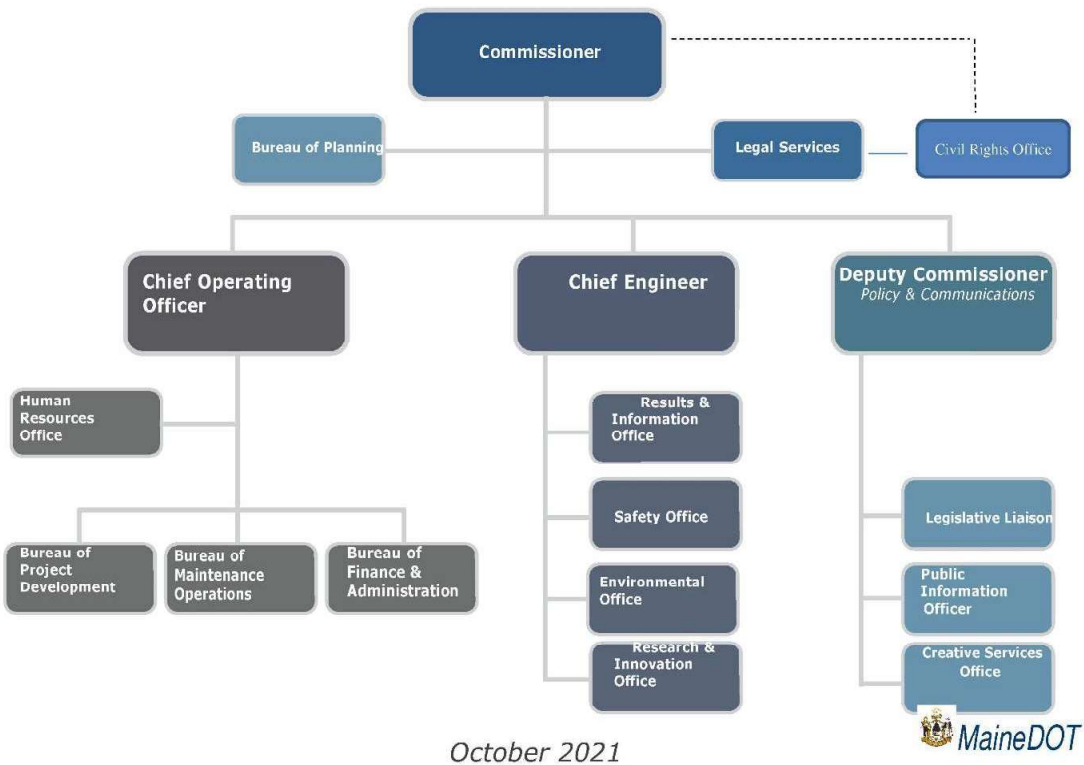 Commissioner
Bureau of Planning
Legal Services
Civil Rights Office
Chief Operating
Officer
Chief Engineer
Deputy Commissioner
Policy & Communications
Human
Resources
Office
Bureau of
Project
Development
Bureau of
Maintenance
Operations
Bureau of
Finance &
Administration
Results &
Information
Office
Safety Office
Environmental
Office
Research &
Innovation
Office
Legislative Liaison
Public
Information
Officer
Creative Services
Office
MaineDOT
October 2021